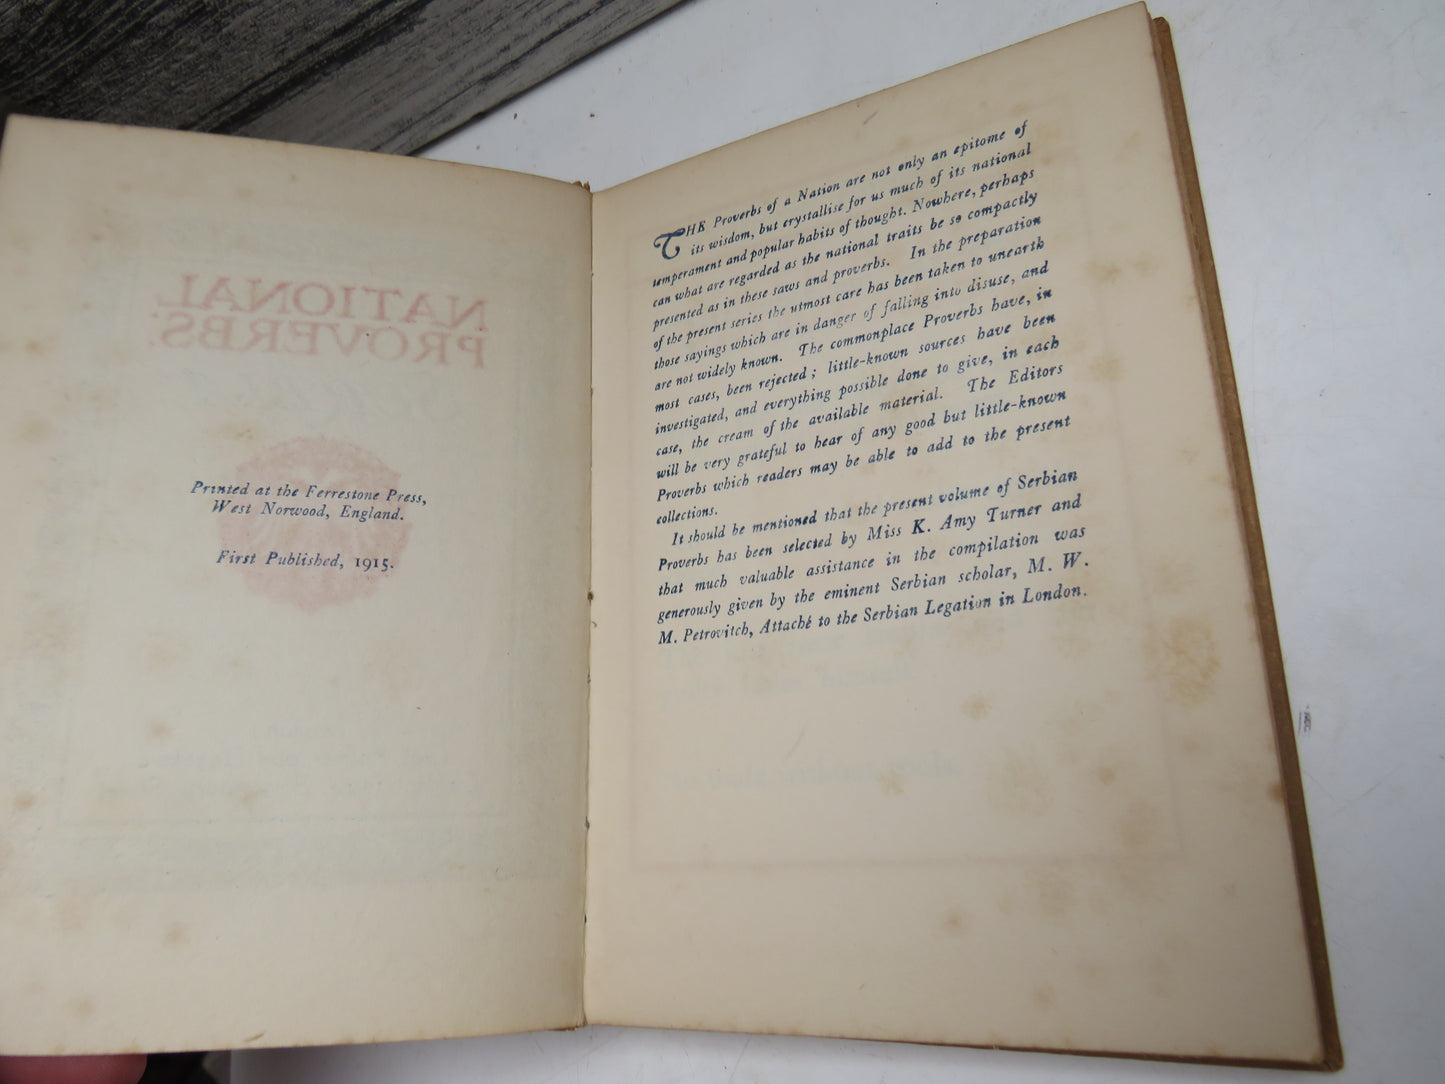 NATIONAL
PROVERBS:
Printed at the Ferrestone Press,
West Norwood, England.
First Published, 1915.
THE Proverbs of a Nation are not only an epitome of
its wisdom, but crystallise for us much of its national
temperament and popular habits of thought. Nowhere, perhaps
can what are regarded as the national traits be so compactly
presented as in these saws and proverbs. In the preparation
of the present series the utmost care has been taken to unearth
those sayings which are in danger of falling into disuse, and
are not widely known. The commonplace Proverbs have, in
most cases, been rejected; little-known sources have been
investigated, and everything possible done to give, in each
case, the cream of the available material. The Editors
will be very grateful to hear of any good but little-known
Proverbs which readers may be able to add to the present
collections.
It should be mentioned that the present volume of Serbian
Proverbs has been selected by Miss K. Amy Turner and
that much valuable assistance in the compilation was
generously given by the eminent Serbian scholar, M. W.
M. Petrovitch, Attaché to the Serbian Legation in London.